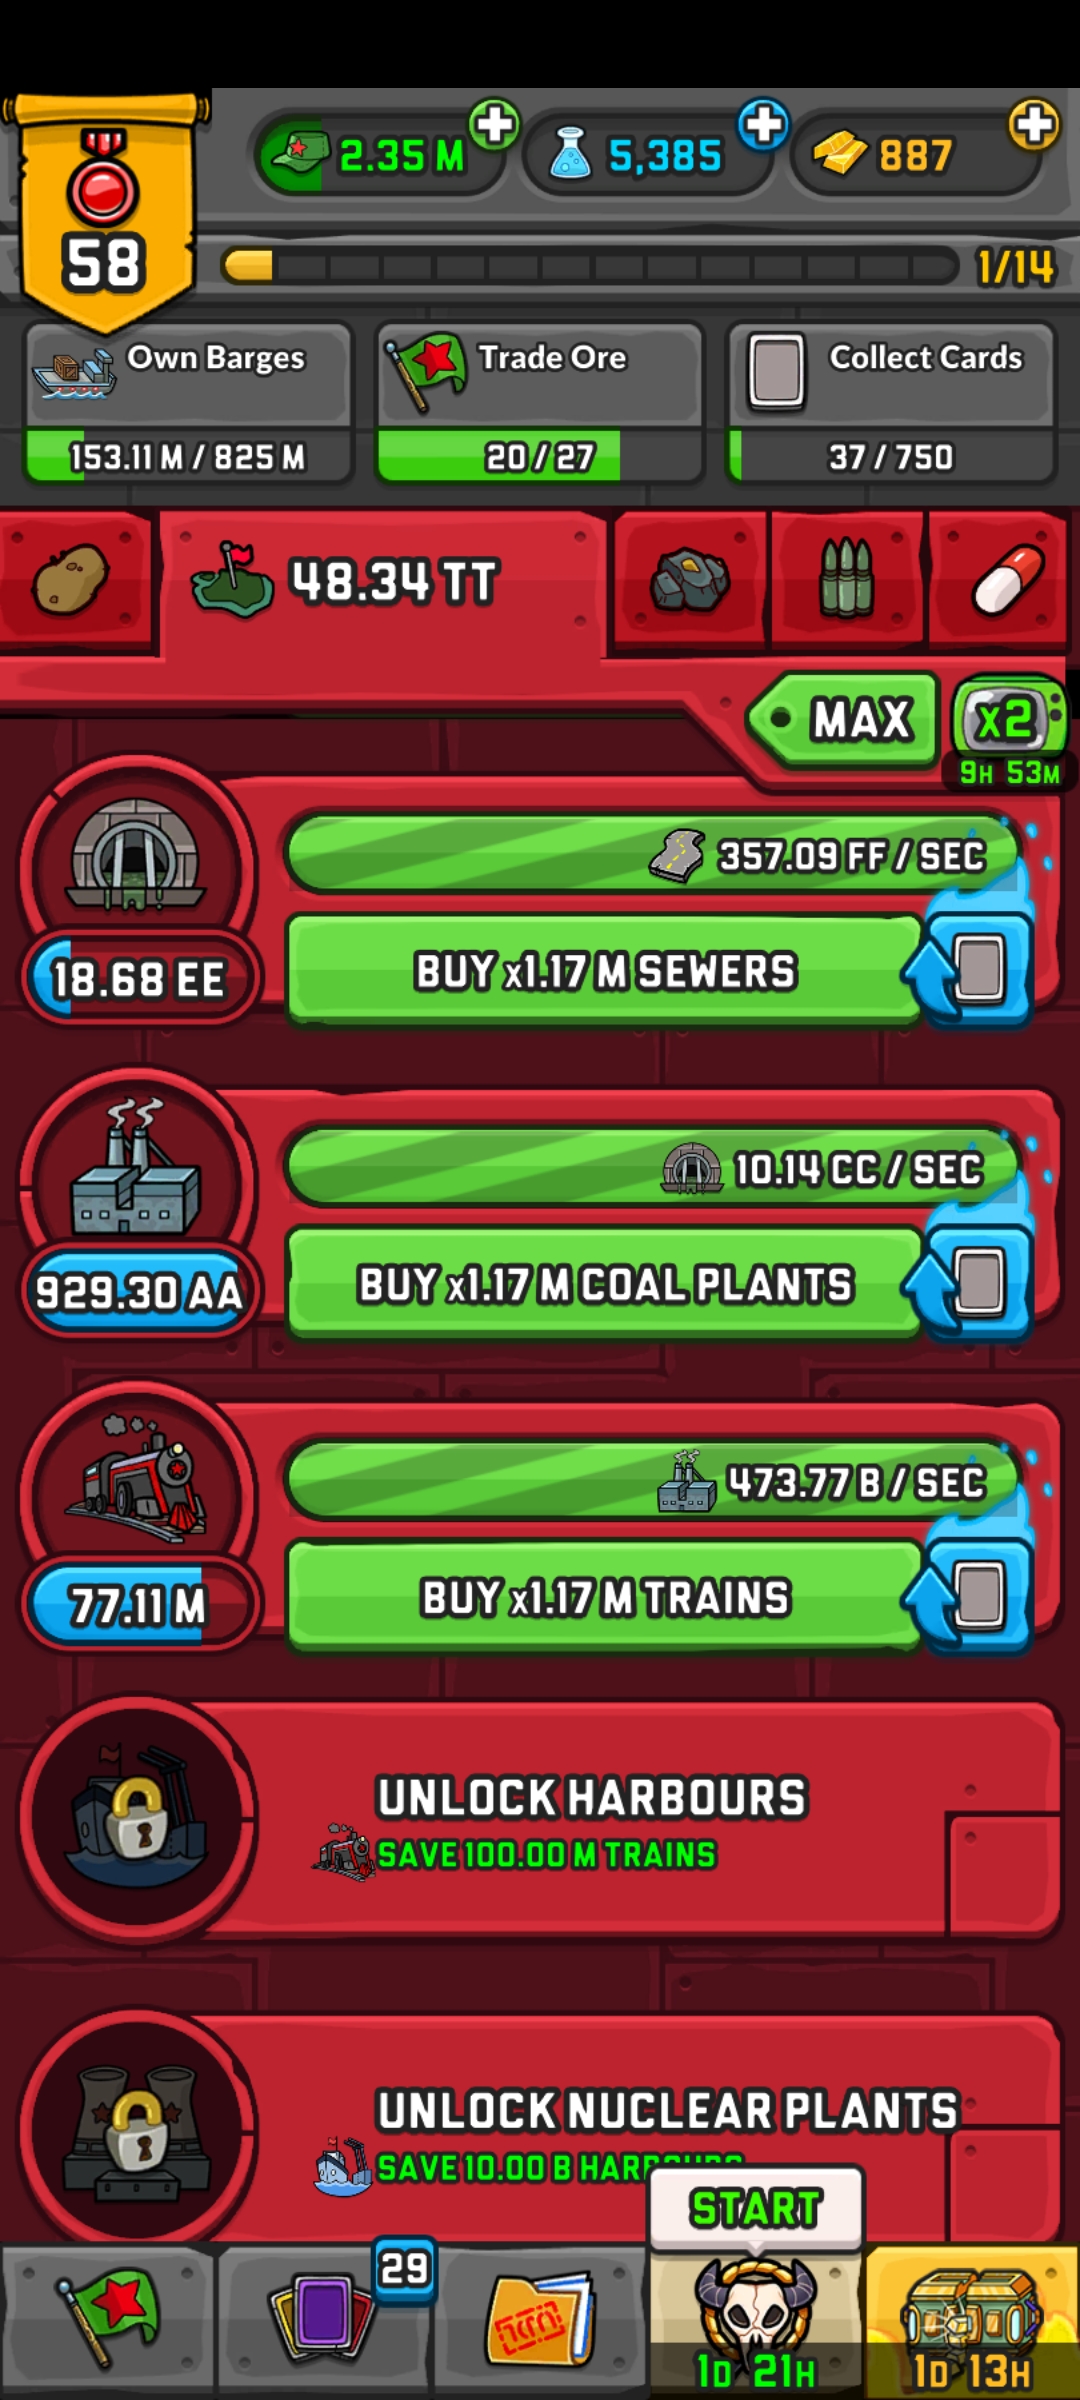 2.35 M
5,385
887
58
1/14
Own Barges
Trade Ore
Collect Cards
153.11 M / 825 M
20 / 27
37 / 750
48.34 TT
MAX
x2
9H 53M
357.09 FF / SEC
18.68 EE
BUY x1.17 M SEWERS
10.14 CC / SEC
929.30 AA
BUY x1.17 M COAL PLANTS
473.77 B / SEC
77.11 M
BUY x1.17 M TRAINS
UNLOCK HARBOURS
SAVE 100.00 M TRAINS
UNLOCK NUCLEAR PLANTS
SAVE 10.00 B HARBOURS
START
29
1D 21H
1D 13H